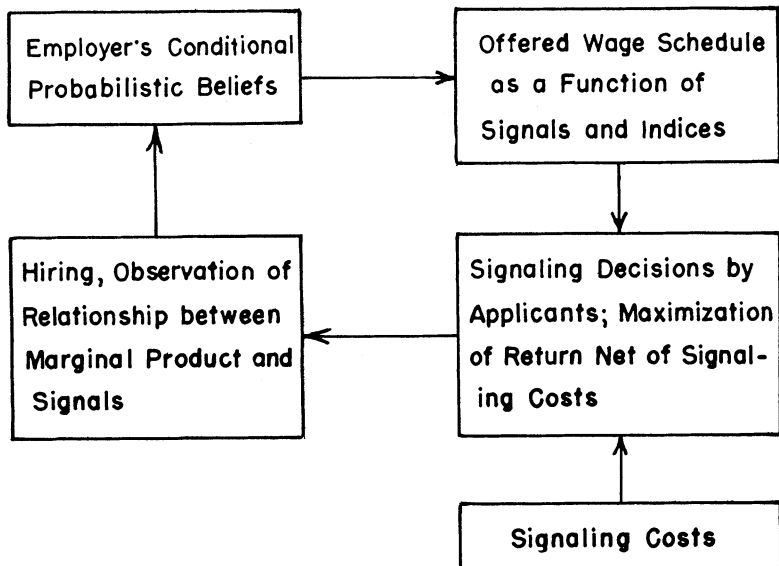 Employer's Conditional
Probabilistic Beliefs
Offered Wage Schedule
as a Function of
Signals and Indices
Hiring, Observation of
Relationship between
Marginal Product and
Signals
Signaling Decisions by
Applicants; Maximization
of Return Net of Signal-
ing Costs
Signaling Costs